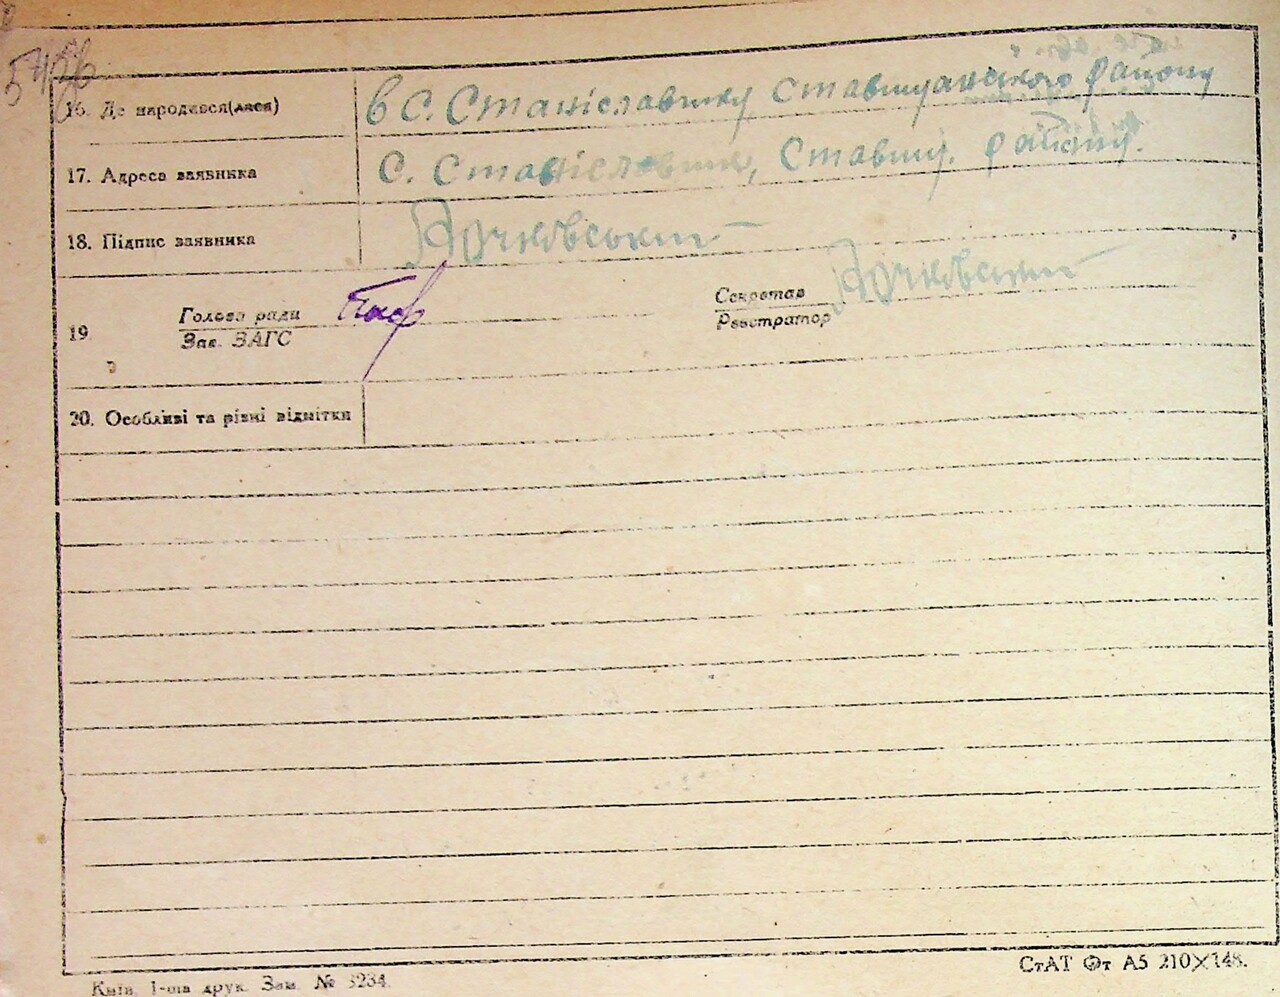 16. Де народився(лася) в с. Станіславчику Ставищанського району
17. Адреса заявника с. Станіславчик, Ставищ. району.
18. Підпис заявника
19 Голова ради Секретар
Зав. ЗАГС Реєстратор
20. Особливі та різні відмітки
Київ, 1-ша друк. Зам. № 3234.
СтАТ Фт А5 210×148.